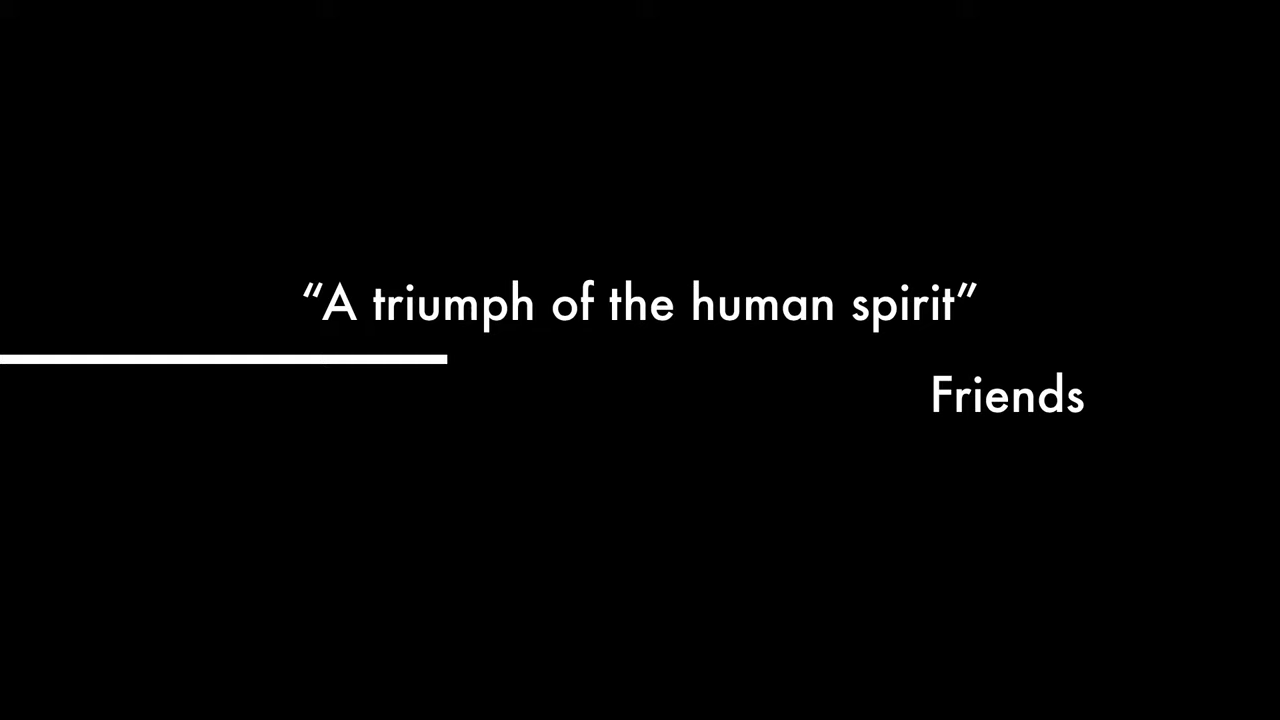 “A triumph of the human spirit”
Friends